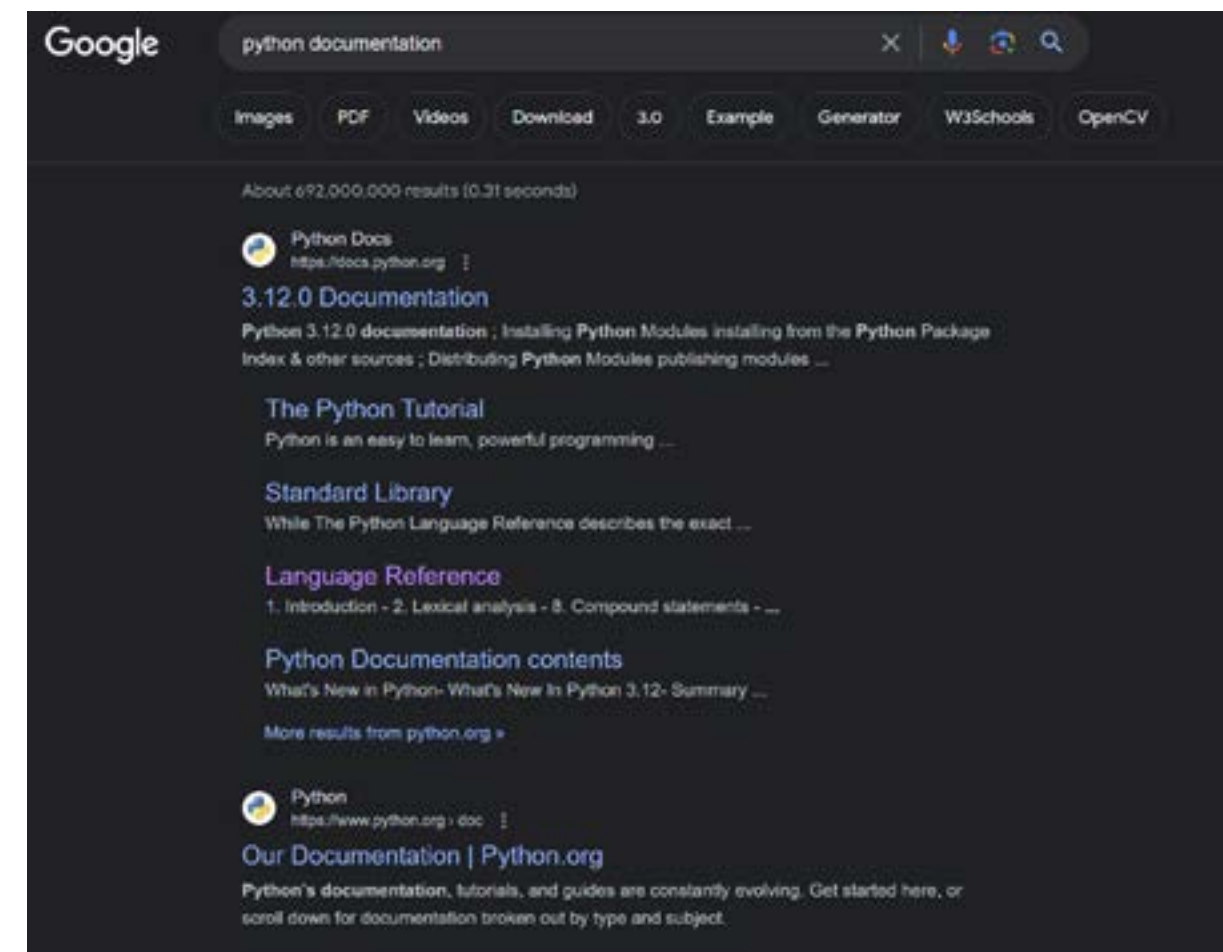 Google
python documentation
Images PDF Videos Download 3.0 Example Generator W3Schools OpenCV
About 692,000,000 results (0.31 seconds)
Python Docs
https://docs.python.org
3.12.0 Documentation
Python 3.12.0 documentation ; Installing Python Modules installing from the Python Package
Index & other sources ; Distributing Python Modules publishing modules ...
The Python Tutorial
Python is an easy to learn, powerful programming ...
Standard Library
While The Python Language Reference describes the exact ...
Language Reference
1. Introduction - 2. Lexical analysis - 8. Compound statements - ...
Python Documentation contents
What's New in Python- What's New In Python 3.12- Summary ...
More results from python.org »
Python
https://www.python.org › doc
Our Documentation | Python.org
Python's documentation, tutorials, and guides are constantly evolving. Get started here, or
scroll down for documentation broken out by type and subject.